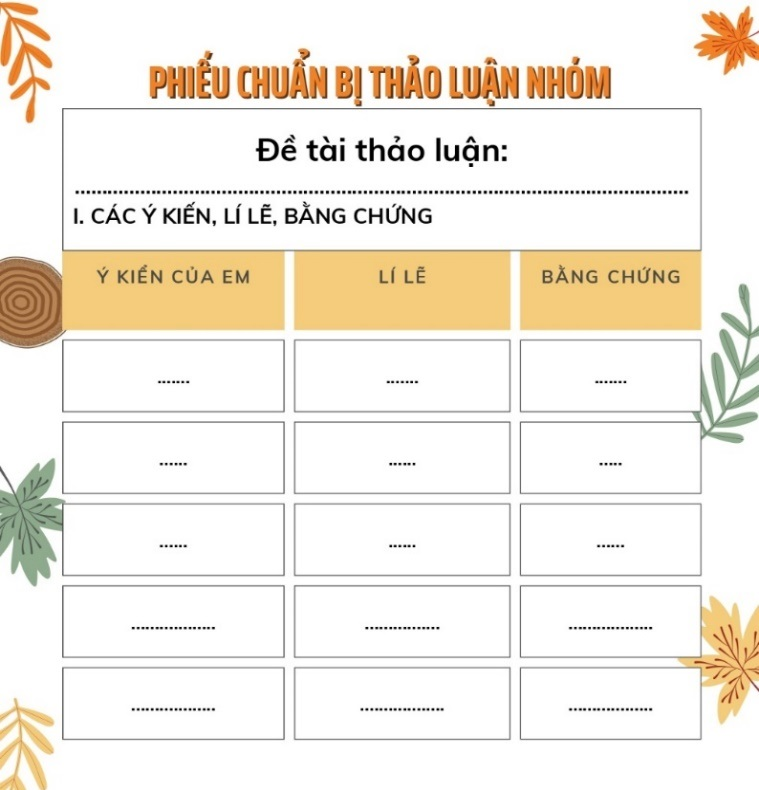 PHIẾU CHUẨN BỊ THẢO LUẬN NHÓM
Đề tài thảo luận:
....................................................................................................
I. CÁC Ý KIẾN, LÍ LẼ, BẰNG CHỨNG
Ý KIẾN CỦA EM LÍ LẼ BẰNG CHỨNG
....... ....... .......
...... ...... .....
...... ...... ......
.................. ................ ..................
.................. .................. ..................